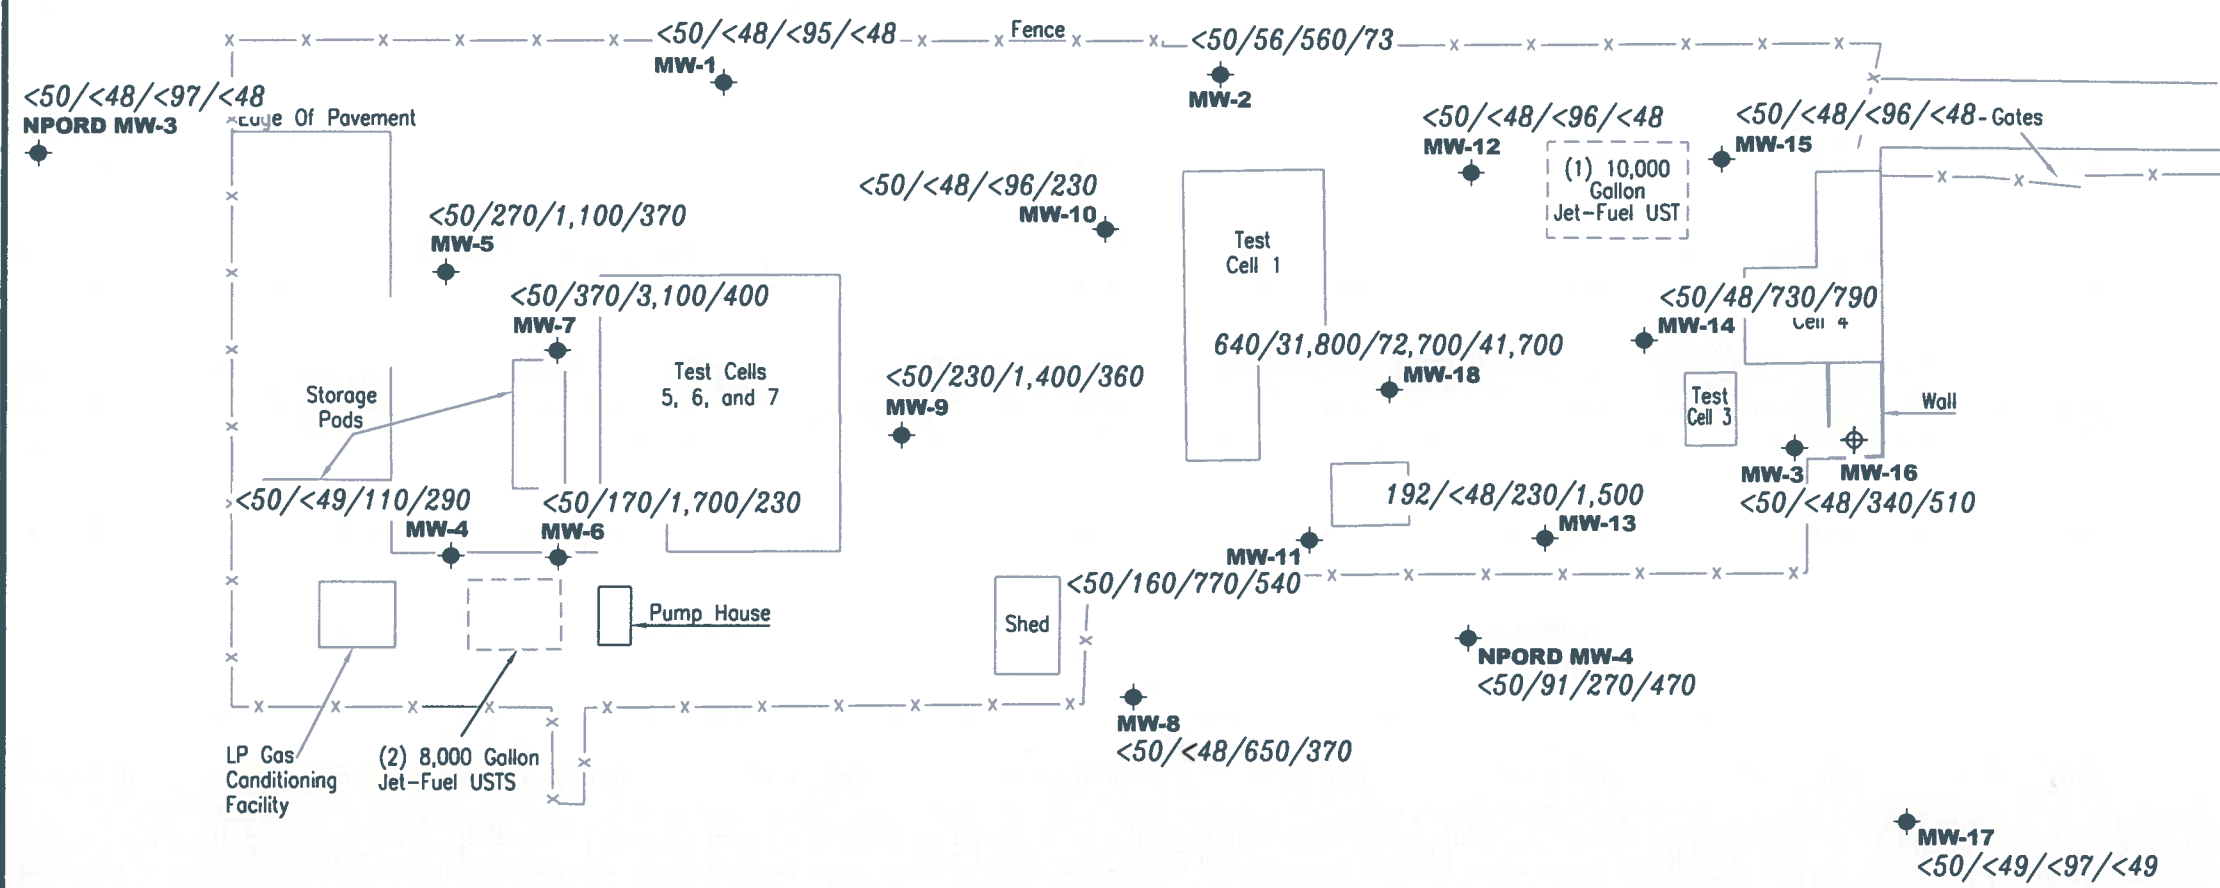 <50/<48/<95/<48
Fence
<50/56/560/73
MW-1
MW-2
<50/<48/<97/<48
NPORD MW-3
Edge Of Pavement
<50/<48/<96/<48
MW-12
<50/<48/<96/<48
Gates
MW-15
(1) 10,000
Gallon
Jet-Fuel UST
<50/<48/<96/230
MW-10
<50/270/1,100/370
MW-5
Test
Cell 1
<50/370/3,100/400
MW-7
<50/48/730/790
MW-14
Cell 4
640/31,800/72,700/41,700
MW-18
Test Cells
5, 6, and 7
<50/230/1,400/360
MW-9
Storage
Pads
Test
Cell 3
Wall
MW-3
MW-16
<50/<48/340/510
<50/<49/110/290
MW-4
<50/170/1,700/230
MW-6
192/<48/230/1,500
MW-13
MW-11
<50/160/770/540
Pump House
Shed
NPORD MW-4
<50/91/270/470
MW-8
<50/<48/650/370
LP Gas
Conditioning
Facility
(2) 8,000 Gallon
Jet-Fuel USTS
MW-17
<50/<49/<97/<49